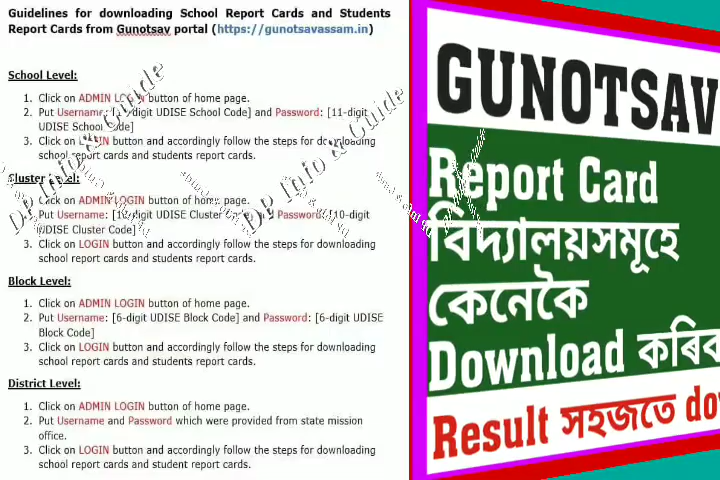 Guidelines for downloading School Report Cards and Students
Report Cards from Gunotsav portal (https://gunotsavassam.in)
School Level:
1. Click on ADMIN LOGIN button of home page.
2. Put Username: [11-digit UDISE School Code] and Password: [11-digit
UDISE School Code]
3. Click on LOGIN button and accordingly follow the steps for downloading
school report cards and students report cards.
Cluster Level:
1. Click on ADMIN LOGIN button of home page.
2. Put Username: [10-digit UDISE Cluster Code] and Password: [10-digit
UDISE Cluster Code]
3. Click on LOGIN button and accordingly follow the steps for downloading
school report cards and students report cards.
Block Level:
1. Click on ADMIN LOGIN button of home page.
2. Put Username: [6-digit UDISE Block Code] and Password: [6-digit UDISE
Block Code]
3. Click on LOGIN button and accordingly follow the steps for downloading
school report cards and students report cards.
District Level:
1. Click on ADMIN LOGIN button of home page.
2. Put Username and Password which were provided from state mission
office.
3. Click on LOGIN button and accordingly follow the steps for downloading
school report cards and student report cards.
DP Info & Guide
DP Info & Guide
GUNOTSAV
Report Card
বিদ্যালয়সমূহে
কেনেকৈ
Download কৰিব
Result সহজতে do